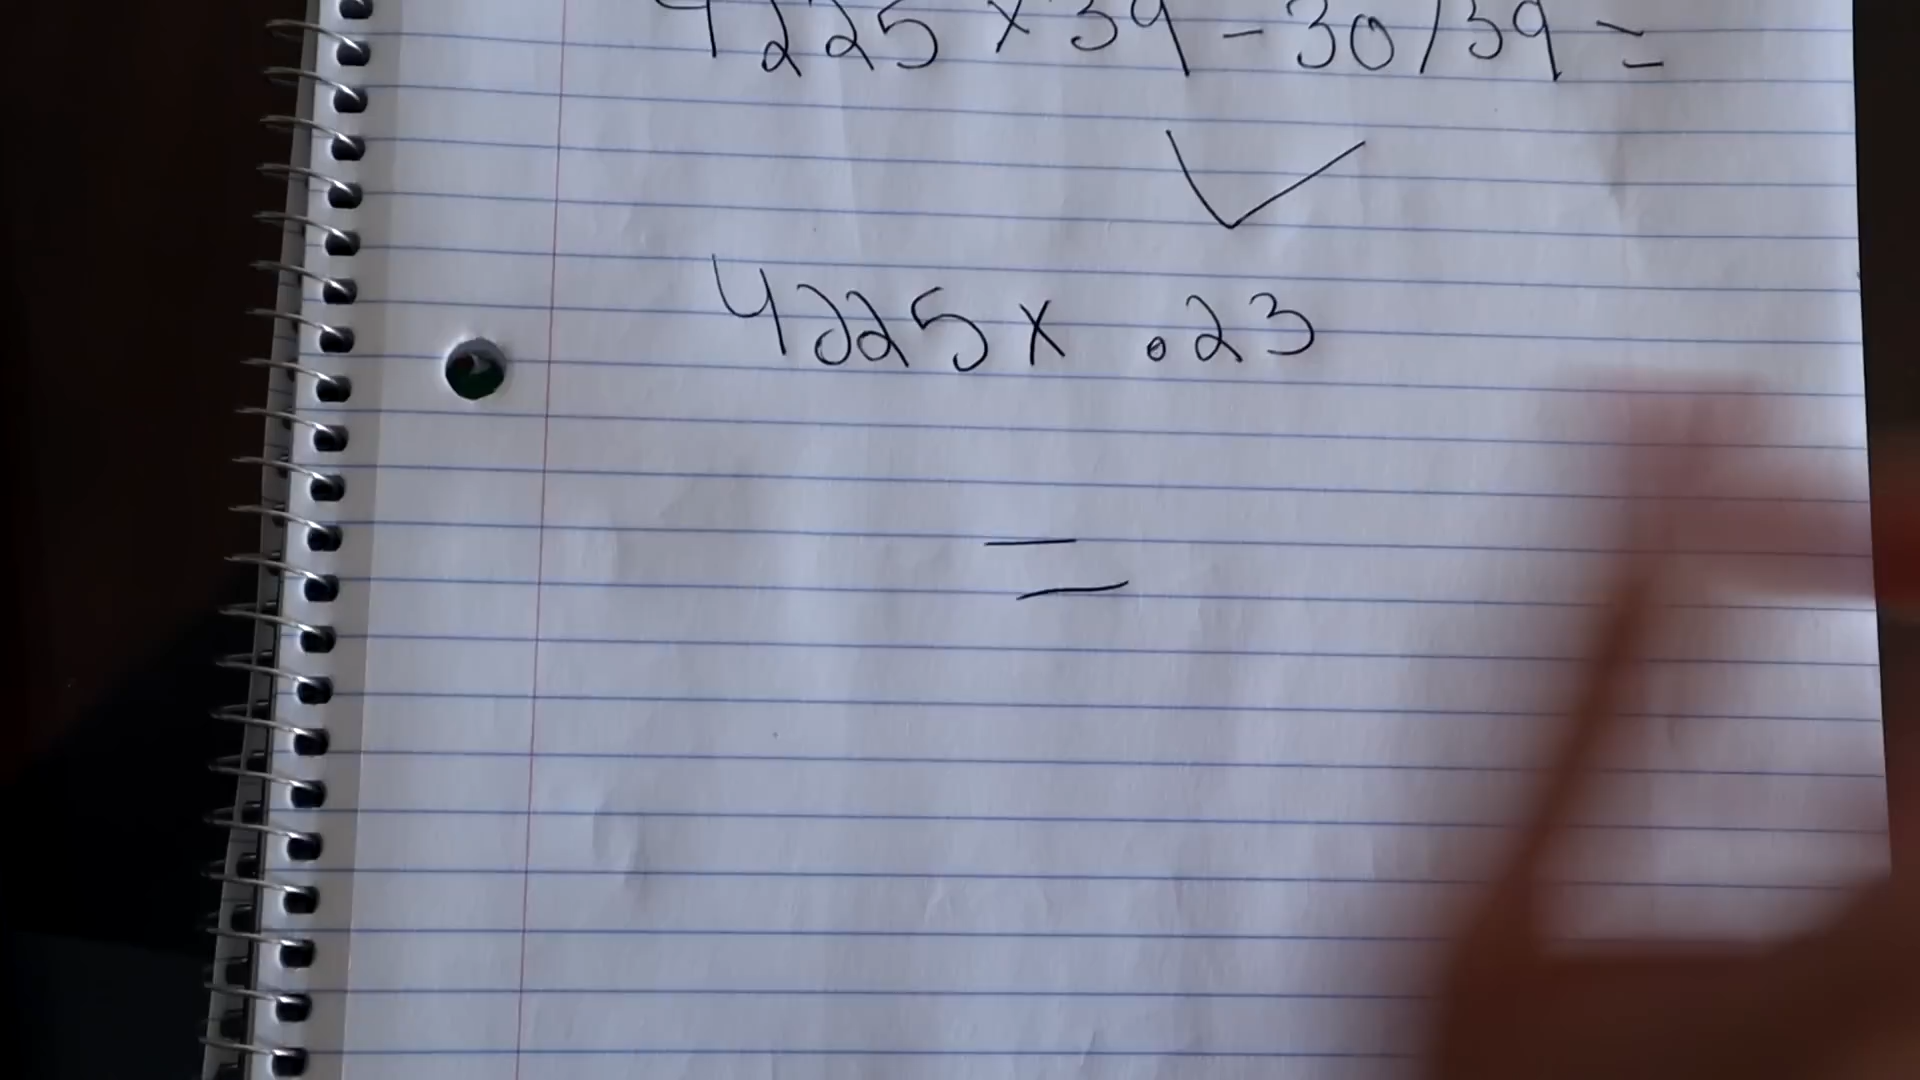 4225 x 39 - 30/39 =
4225 x .23
=